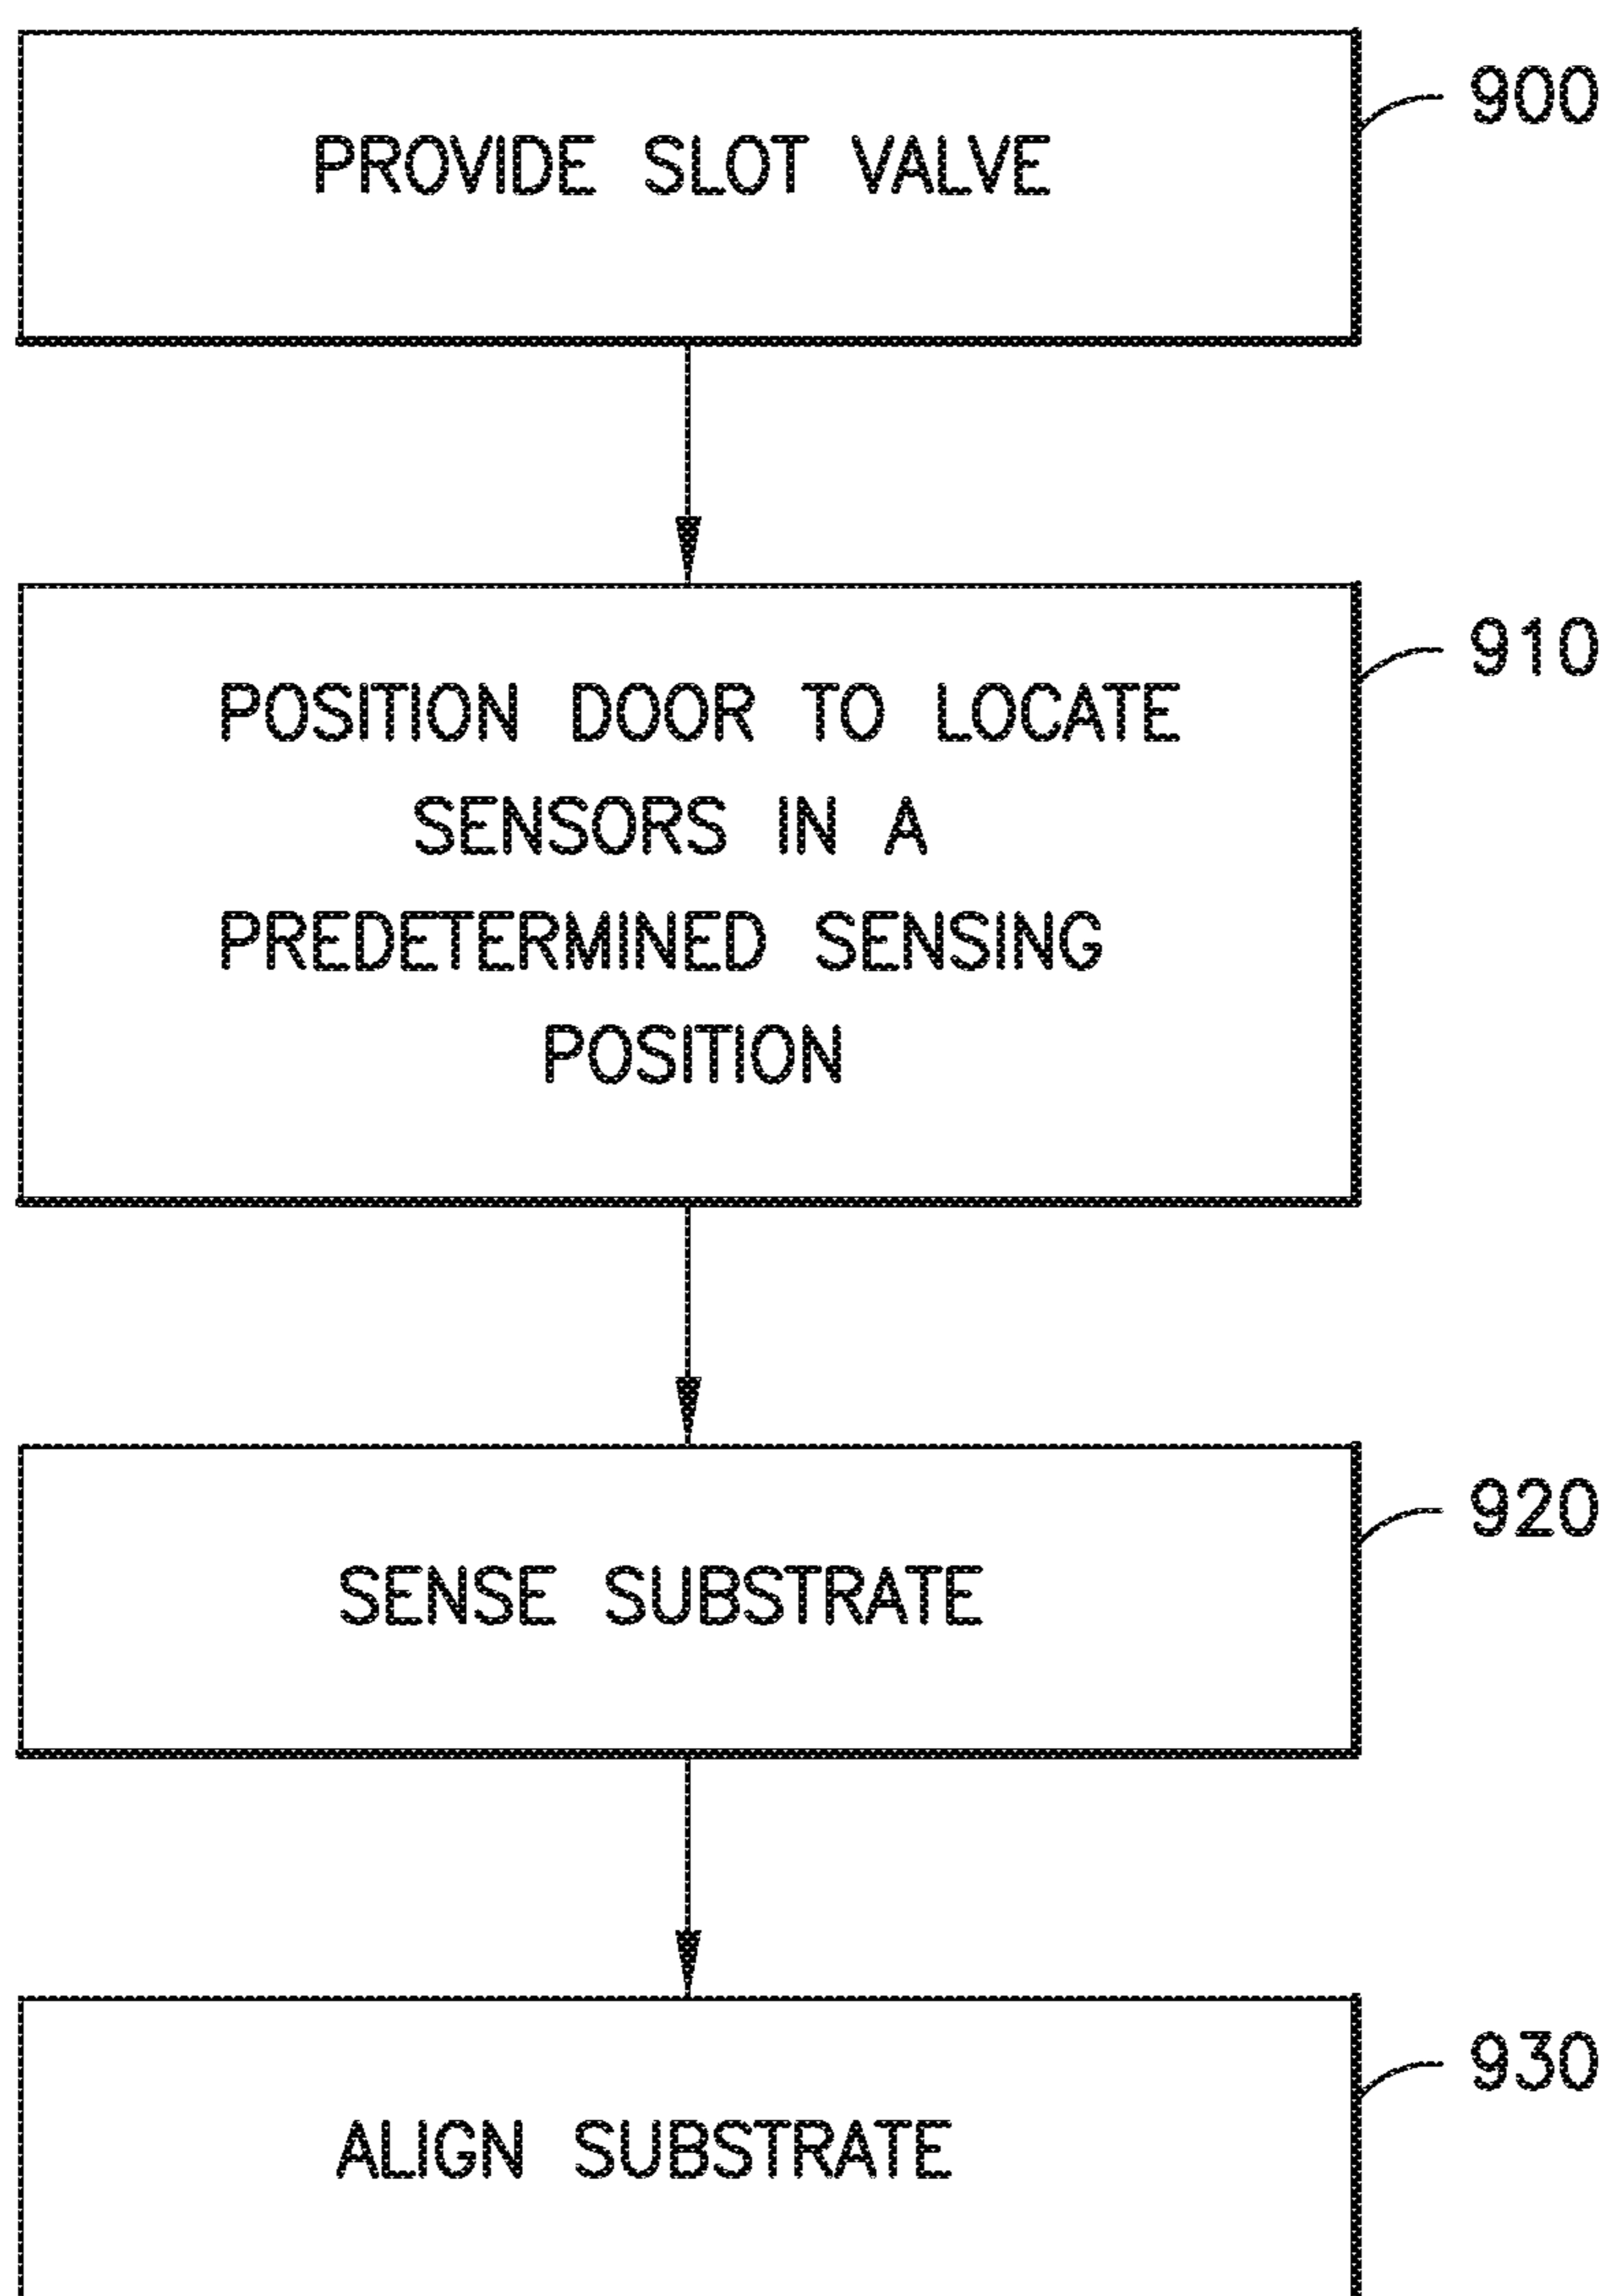 PROVIDE SLOT VALVE
900
POSITION DOOR TO LOCATE
SENSORS IN A
PREDETERMINED SENSING
POSITION
910
SENSE SUBSTRATE
920
ALIGN SUBSTRATE
930